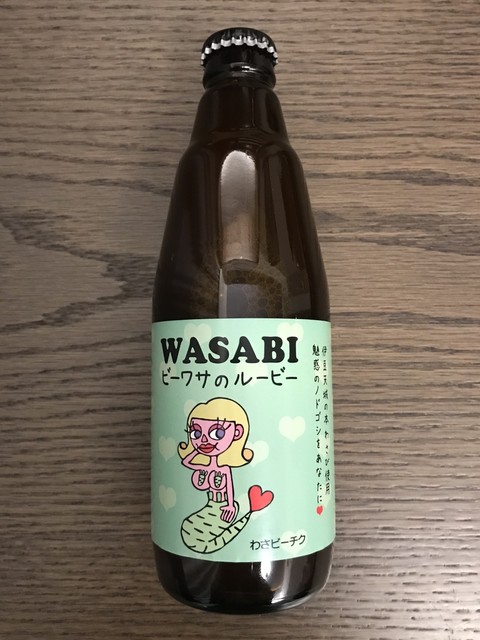 WASABI
ビーワサのルービー
伊豆天城の本わさび使用
魅惑のノドゴシをあなたに♥
わさビーチク